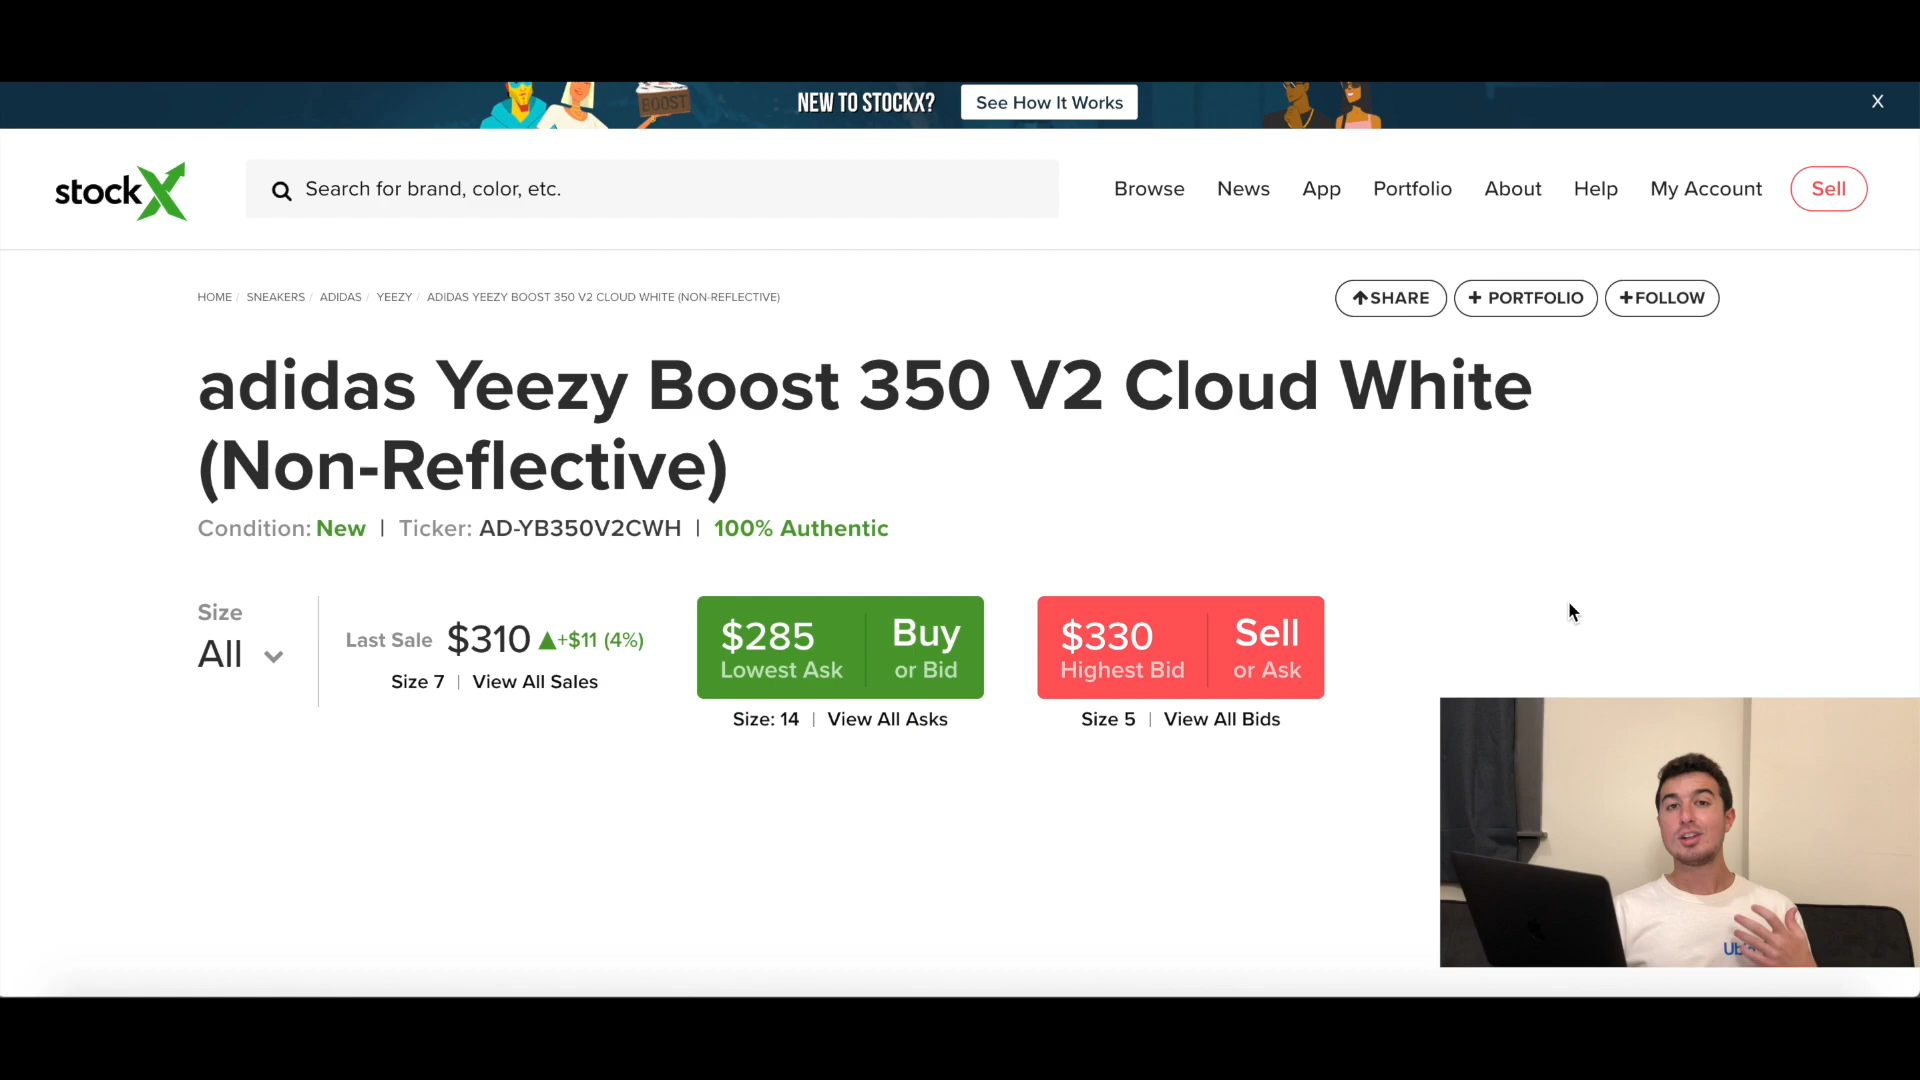 BOOST
NEW TO STOCKX?
See How It Works
X
stockX
Search for brand, color, etc.
Browse
News
App
Portfolio
About
Help
My Account
Sell
HOME / SNEAKERS / ADIDAS / YEEZY / ADIDAS YEEZY BOOST 350 V2 CLOUD WHITE (NON-REFLECTIVE)
SHARE
+ PORTFOLIO
+FOLLOW
adidas Yeezy Boost 350 V2 Cloud White
(Non-Reflective)
Condition: New | Ticker: AD-YB350V2CWH | 100% Authentic
Size
All
Last Sale $310 ▲+$11 (4%)
Size 7 | View All Sales
$285
Lowest Ask
Buy
or Bid
Size: 14 | View All Asks
$330
Highest Bid
Sell
or Ask
Size 5 | View All Bids